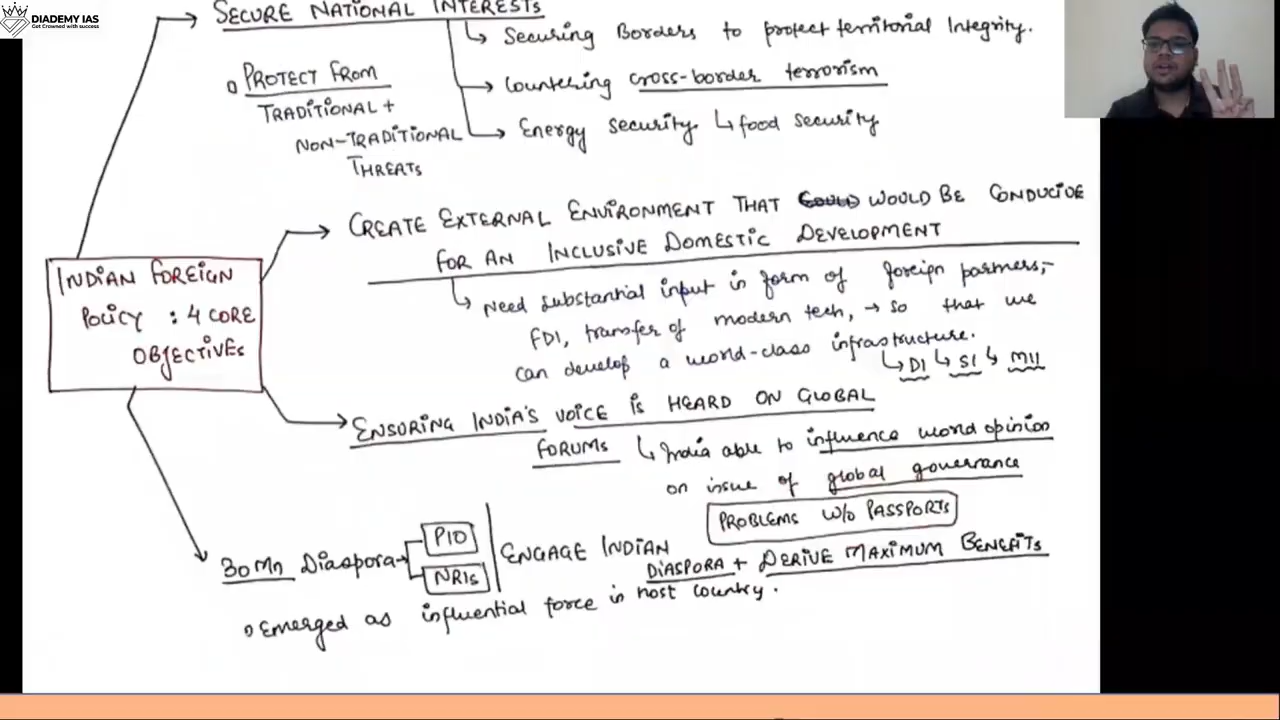 DIADEMY IAS
Get Crowned with success
SECURE NATIONAL INTERESTS
↳ Securing Borders to protect territorial Integrity.
→ Countering cross-border terrorism
→ Energy security ↳ food security
o PROTECT FROM
TRADITIONAL +
NON-TRADITIONAL
THREATS
INDIAN FOREIGN
POLICY : 4 CORE
OBJECTIVES
CREATE EXTERNAL ENVIRONMENT THAT WOULD BE CONDUCIVE
FOR AN INCLUSIVE DOMESTIC DEVELOPMENT
↳ Need substantial input in form of foreign partners,
FDI, transfer of modern tech, → so that we
can develop a world-class infrastructure.
↳ DI ↳ SI ↳ MII
ENSURING INDIA'S VOICE IS HEARD ON GLOBAL
FORUMS ↳ India able to influence world opinion
on issue of global governance
PROBLEMS W/O PASSPORTS
30 Mn Diaspora → PIO
NRIs
ENGAGE INDIAN
DIASPORA + DERIVE MAXIMUM BENEFITS
o Emerged as influential force in host country.